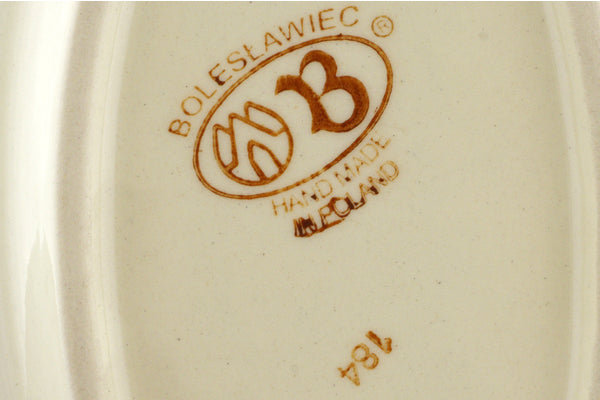 BOLESŁAWIEC ®
B
HAND MADE
IN POLAND
184